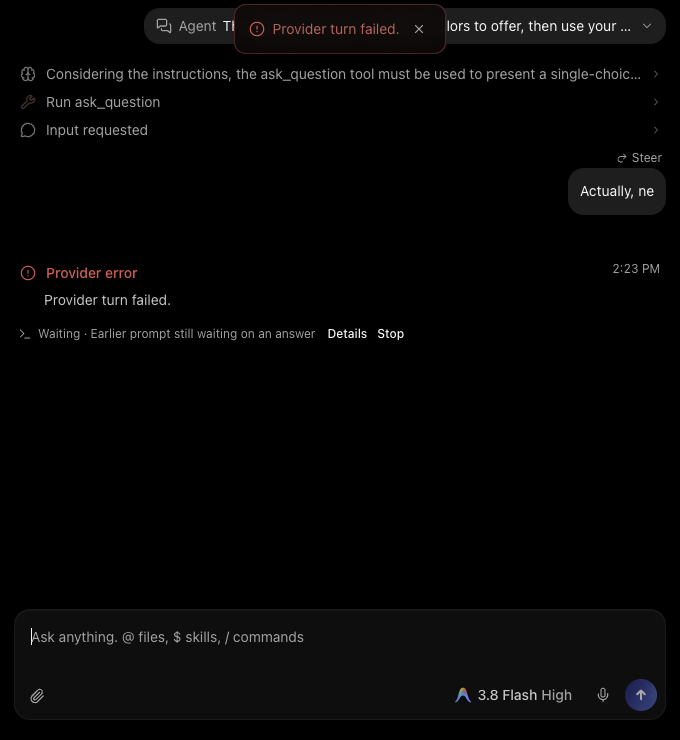 Agent
Provider turn failed.
lors to offer, then use your ...
Considering the instructions, the ask_question tool must be used to present a single-choic...
Run ask_question
Input requested
Steer
Actually, ne
Provider error
2:23 PM
Provider turn failed.
Waiting · Earlier prompt still waiting on an answer Details Stop
Ask anything. @ files, $ skills, / commands
3.8 Flash High